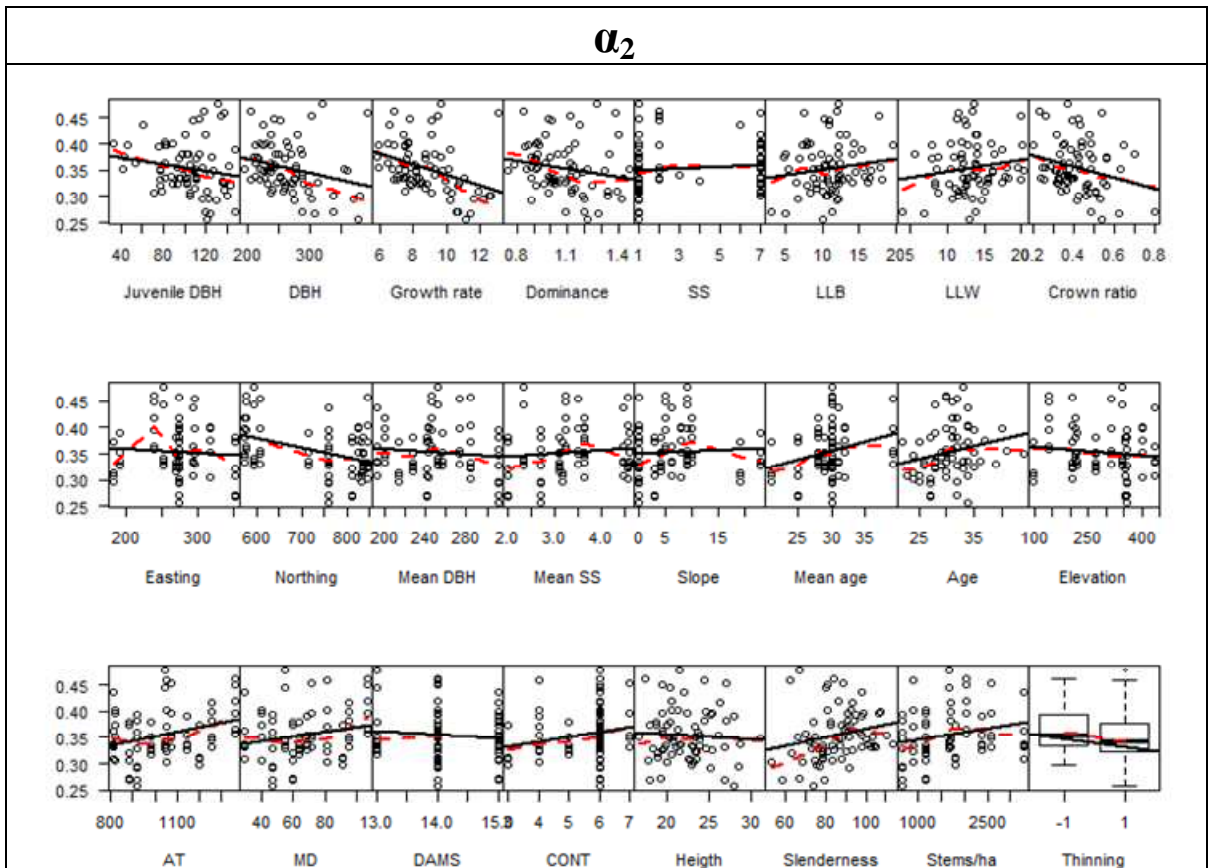 α2
0.45
0.40
0.35
0.30
0.25
40 80 120 200 300 6 8 10 12 0.8 1.1 1.4 1 3 5 7 5 10 15 205 10 15 20.2 0.4 0.6 0.8
Juvenile DBH DBH Growth rate Dominance SS LLB LLW Crown ratio
0.45
0.40
0.35
0.30
0.25
200 300 600 700 800 200 240 280 2.0 3.0 4.0 0 5 15 25 30 35 25 35 100 250 400
Easting Northing Mean DBH Mean SS Slope Mean age Age Elevation
0.45
0.40
0.35
0.30
0.25
800 1100 40 60 80 13.0 14.0 4 5 6 7 20 25 30 60 80 100 1000 2500 -1 1
AT MD DAMS CONT Heigth Slenderness Stems/ha Thinning